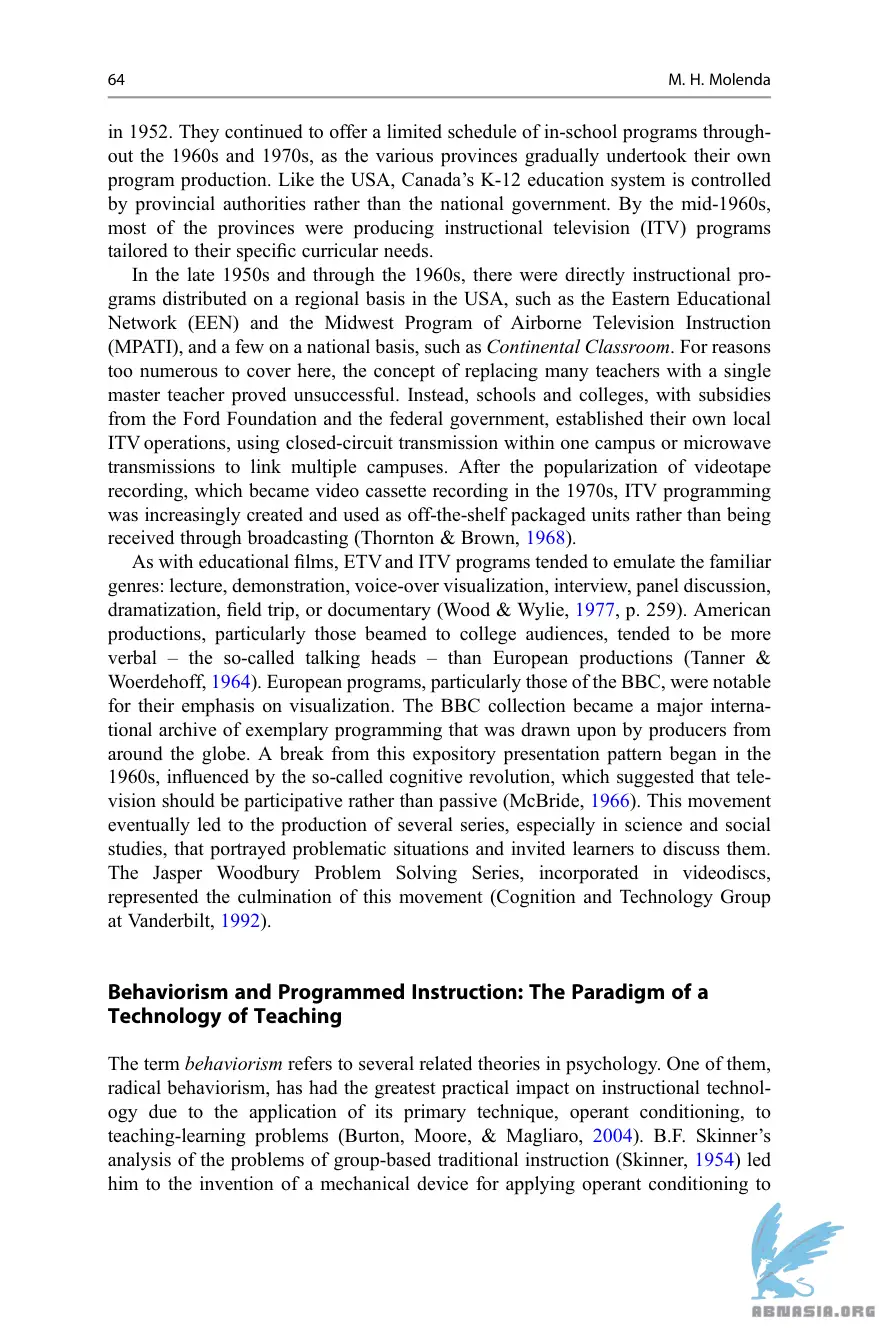 64
M. H. Molenda
in 1952. They continued to offer a limited schedule of in-school programs through-
out the 1960s and 1970s, as the various provinces gradually undertook their own
program production. Like the USA, Canada’s K-12 education system is controlled
by provincial authorities rather than the national government. By the mid-1960s,
most of the provinces were producing instructional television (ITV) programs
tailored to their specific curricular needs.
In the late 1950s and through the 1960s, there were directly instructional pro-
grams distributed on a regional basis in the USA, such as the Eastern Educational
Network (EEN) and the Midwest Program of Airborne Television Instruction
(MPATI), and a few on a national basis, such as Continental Classroom. For reasons
too numerous to cover here, the concept of replacing many teachers with a single
master teacher proved unsuccessful. Instead, schools and colleges, with subsidies
from the Ford Foundation and the federal government, established their own local
ITV operations, using closed-circuit transmission within one campus or microwave
transmissions to link multiple campuses. After the popularization of videotape
recording, which became video cassette recording in the 1970s, ITV programming
was increasingly created and used as off-the-shelf packaged units rather than being
received through broadcasting (Thornton & Brown, 1968).
As with educational films, ETV and ITV programs tended to emulate the familiar
genres: lecture, demonstration, voice-over visualization, interview, panel discussion,
dramatization, field trip, or documentary (Wood & Wylie, 1977, p. 259). American
productions, particularly those beamed to college audiences, tended to be more
verbal – the so-called talking heads – than European productions (Tanner &
Woerdehoff, 1964). European programs, particularly those of the BBC, were notable
for their emphasis on visualization. The BBC collection became a major interna-
tional archive of exemplary programming that was drawn upon by producers from
around the globe. A break from this expository presentation pattern began in the
1960s, influenced by the so-called cognitive revolution, which suggested that tele-
vision should be participative rather than passive (McBride, 1966). This movement
eventually led to the production of several series, especially in science and social
studies, that portrayed problematic situations and invited learners to discuss them.
The Jasper Woodbury Problem Solving Series, incorporated in videodiscs,
represented the culmination of this movement (Cognition and Technology Group
at Vanderbilt, 1992).
Behaviorism and Programmed Instruction: The Paradigm of a
Technology of Teaching
The term behaviorism refers to several related theories in psychology. One of them,
radical behaviorism, has had the greatest practical impact on instructional technol-
ogy due to the application of its primary technique, operant conditioning, to
teaching-learning problems (Burton, Moore, & Magliaro, 2004). B.F. Skinner’s
analysis of the problems of group-based traditional instruction (Skinner, 1954) led
him to the invention of a mechanical device for applying operant conditioning to
ABNASIA.ORG